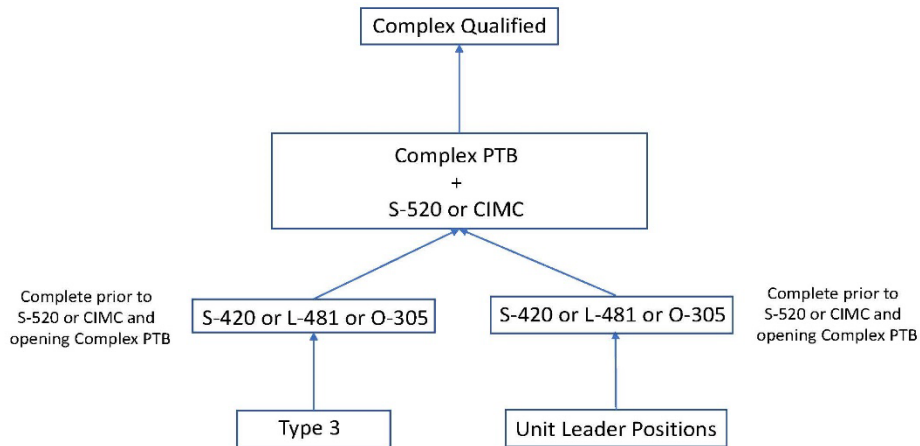 Complex Qualified
Complex PTB
+
S-520 or CIMC
Complete prior to
S-520 or CIMC and
opening Complex PTB
S-420 or L-481 or O-305
S-420 or L-481 or O-305
Complete prior to
S-520 or CIMC and
opening Complex PTB
Type 3
Unit Leader Positions